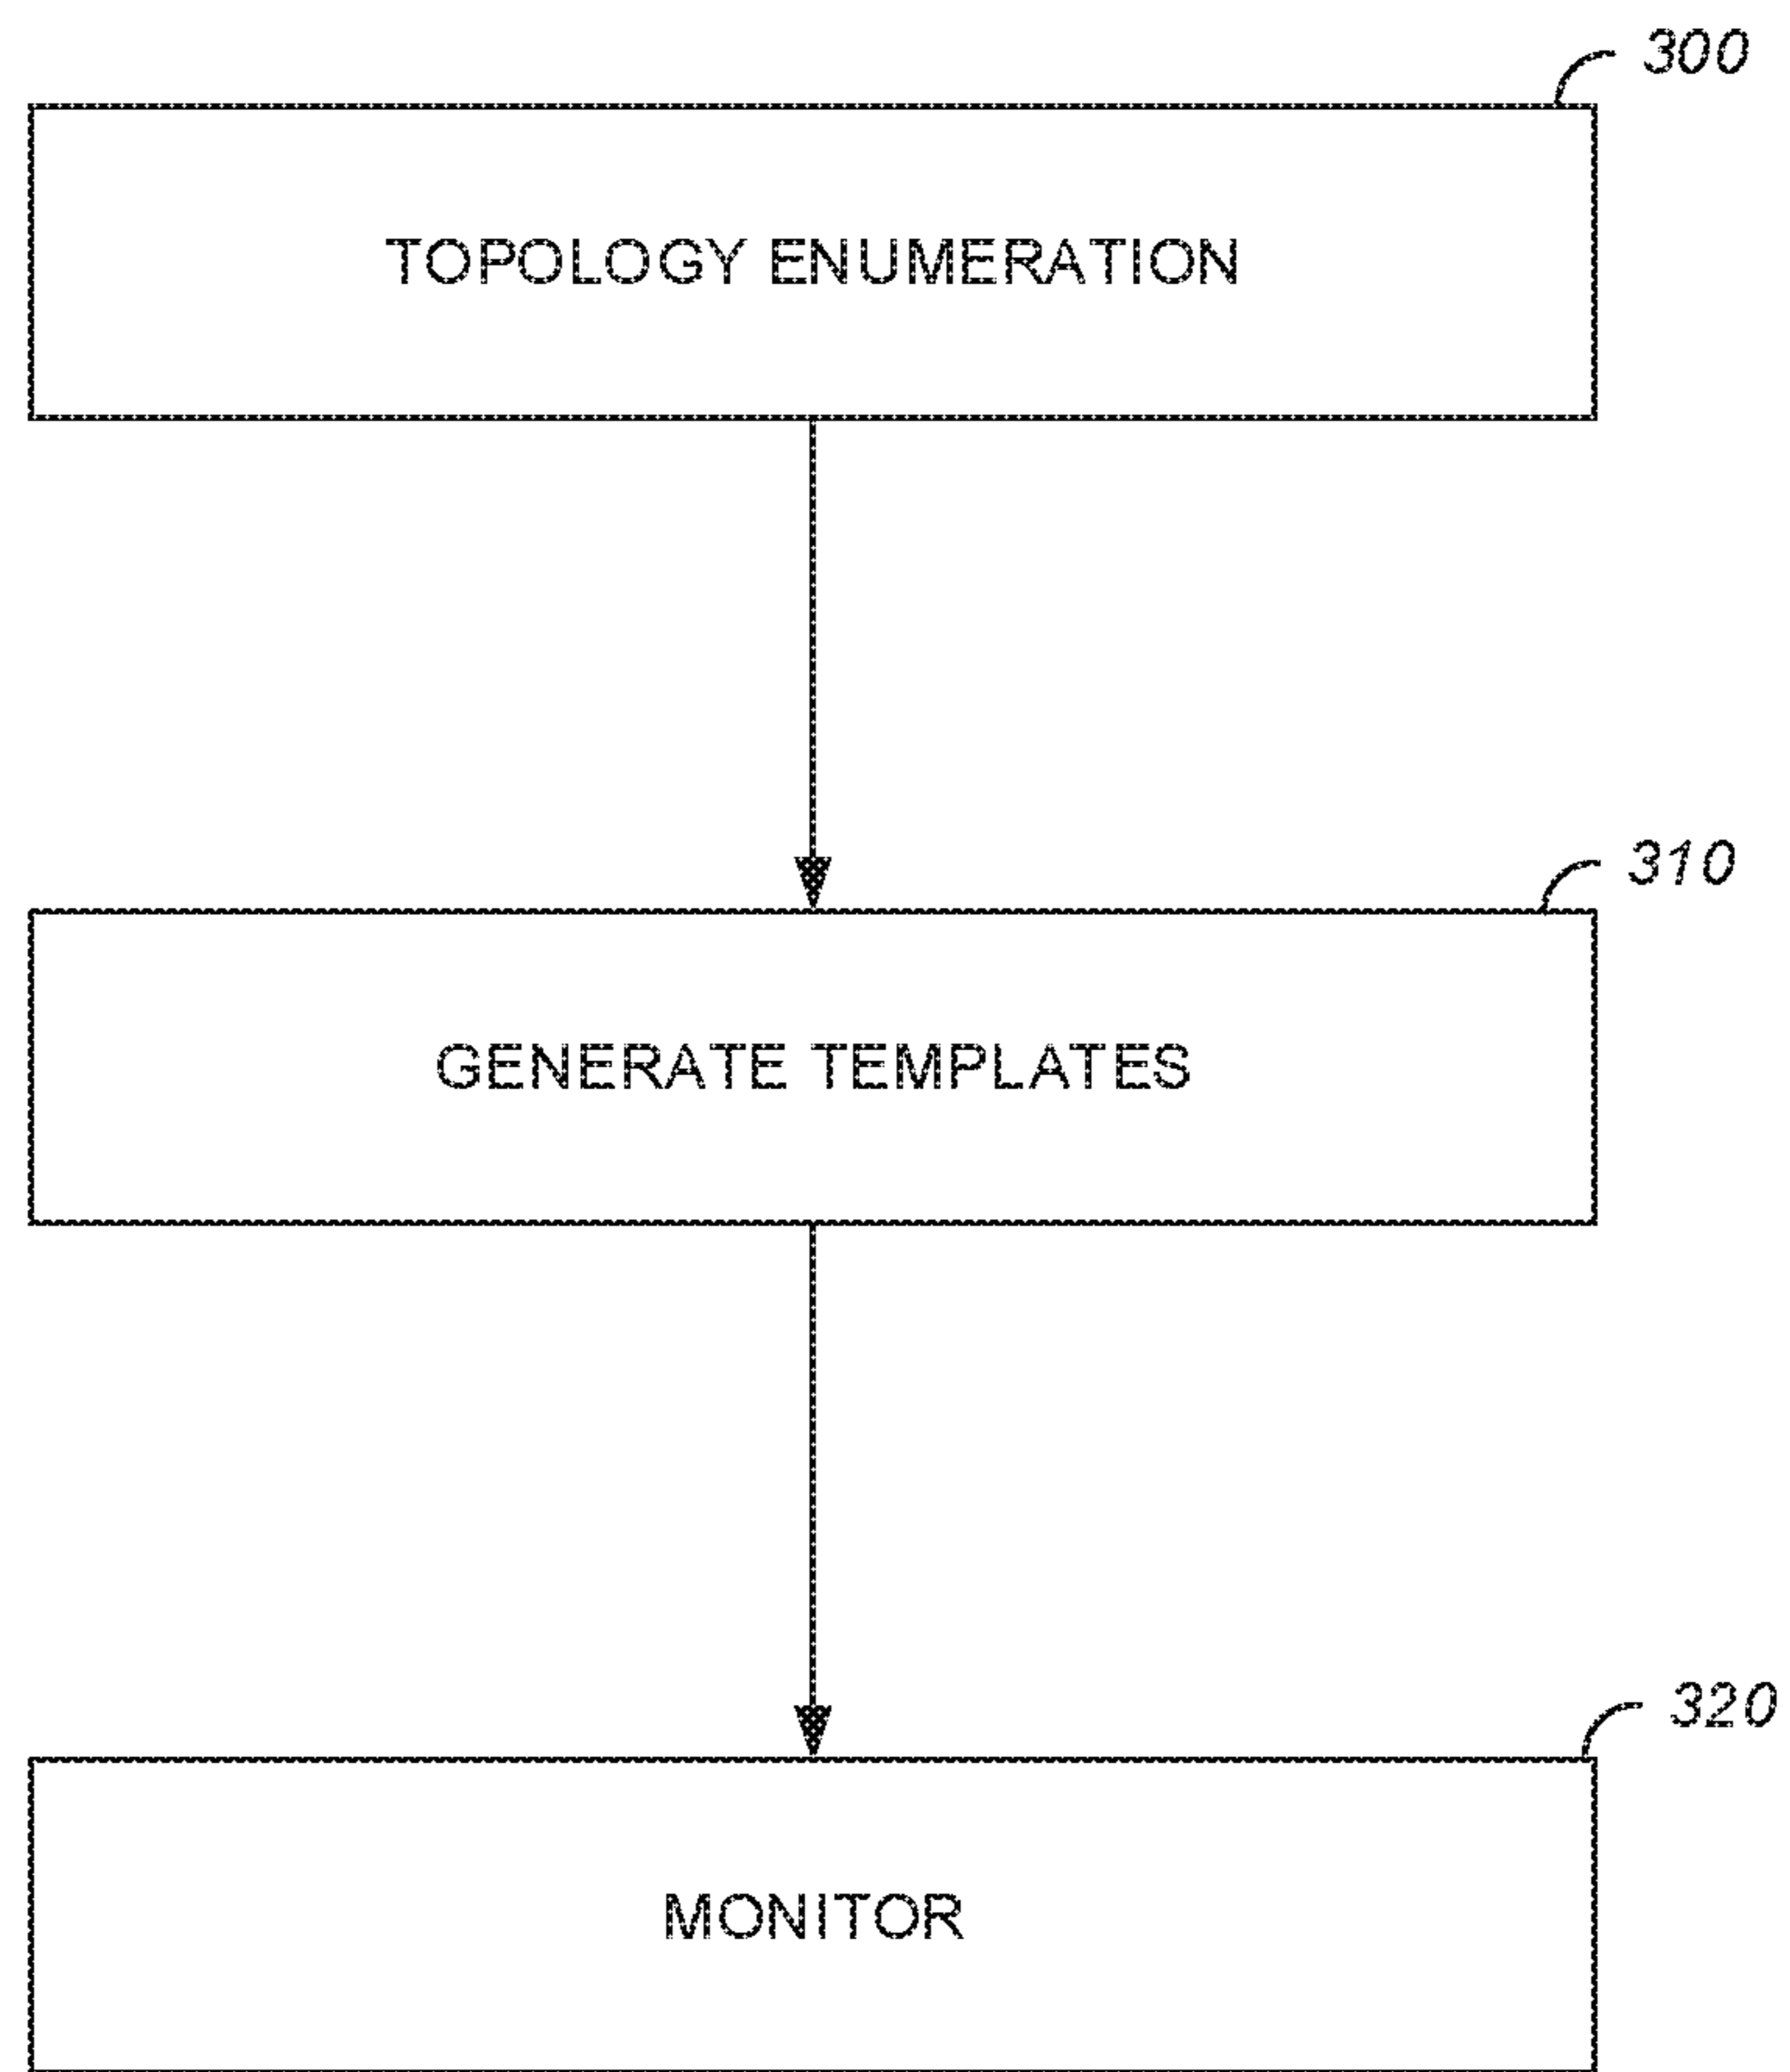 300
TOPOLOGY ENUMERATION
310
GENERATE TEMPLATES
320
MONITOR